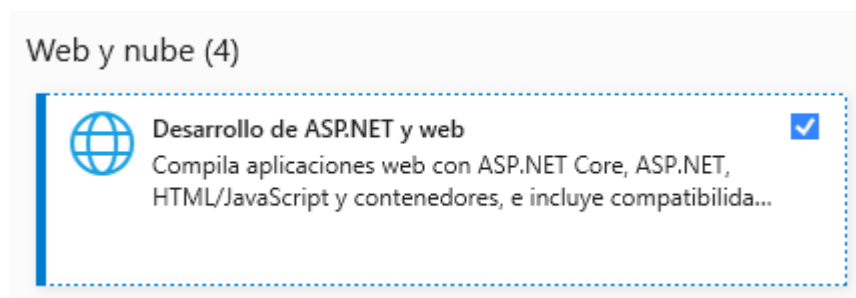 Web y nube (4)
Desarrollo de ASP.NET y web
Compila aplicaciones web con ASP.NET Core, ASP.NET,
HTML/JavaScript y contenedores, e incluye compatibilida...